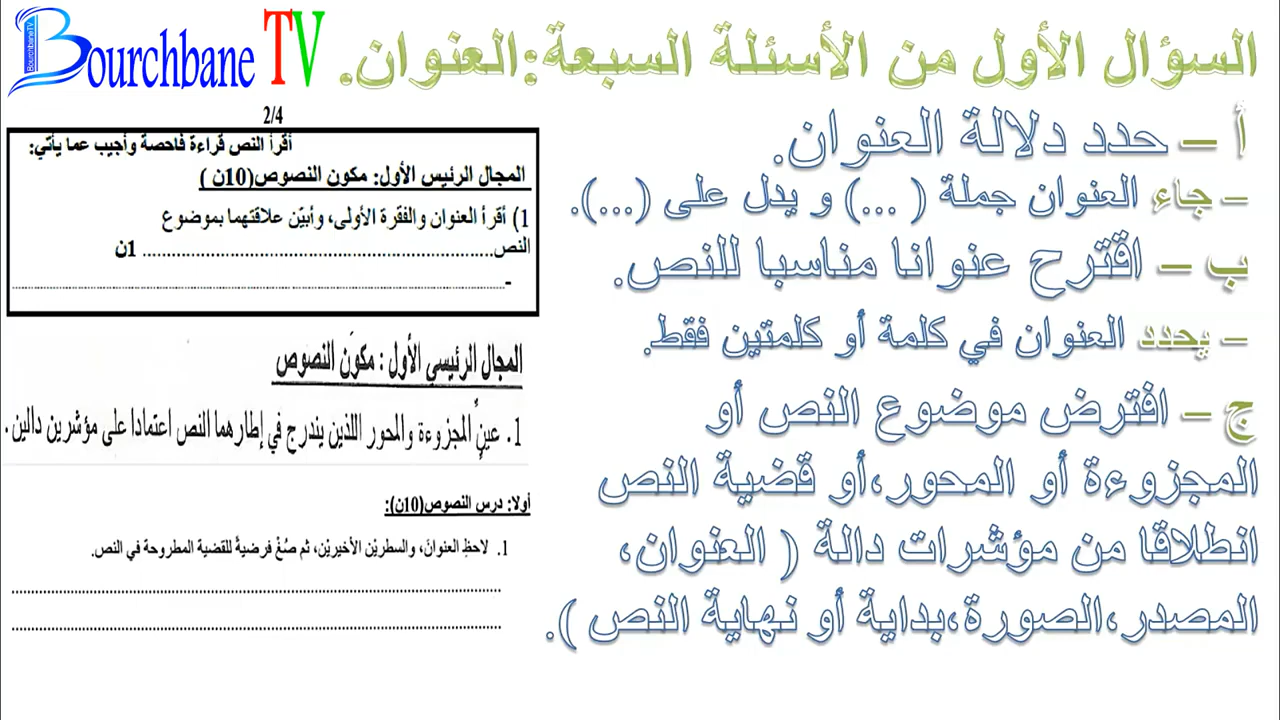 Bourchbane TV
السؤال الأول من الأسئلة السبعة:العنوان.
أ – حدد دلالة العنوان.
– جاء العنوان جملة ( ...) و يدل على (...).
ب – اقترح عنوانا مناسبا للنص.
– يحدد العنوان في كلمة أو كلمتين فقط.
ج – افترض موضوع النص أو
المجزوءة أو المحور،أو قضية النص
انطلاقا من مؤشرات دالة ( العنوان،
المصدر،الصورة،بداية أو نهاية النص ).
2/4
أقرأ النص قراءة فاحصة وأجيب عما يأتي:
المجال الرئيس الأول: مكون النصوص(10ن )
1) أقرأ العنوان والفقرة الأولى، وأبيّن علاقتهما بموضوع
النص................................................ 1ن
-................................................
المجال الرئيسي الأول : مكوّن النصوص
1. عيّنِ المجزوءة والمحور اللذين يندرج في إطارهما النص اعتمادا على مؤشرين دالين .
أولا: درس النصوص(10ن):
1. لاحظِ العنوانَ، والسطريْن الأخيريْن، ثم صُغْ فرضيةً للقضية المطروحة في النص.
................................................
................................................